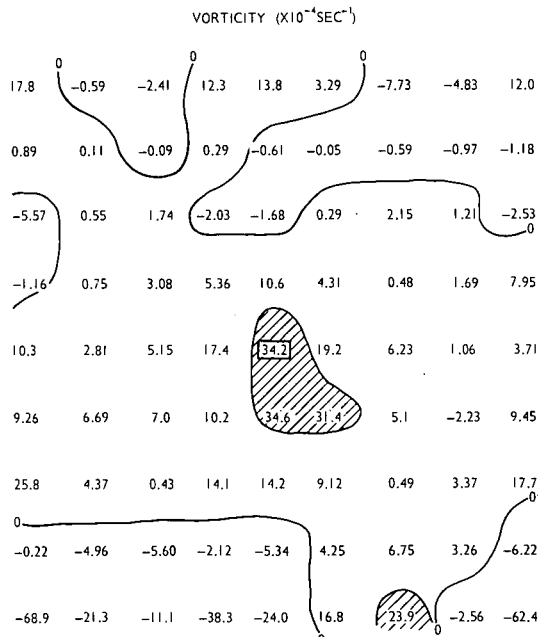 VORTICITY (X10⁻⁴SEC⁻¹)
0 0 0
17.8 -0.59 -2.41 12.3 13.8 3.29 -7.73 -4.83 12.0
0.89 0.11 -0.09 0.29 -0.61 -0.05 -0.59 -0.97 -1.18
-5.57 0.55 1.74 -2.03 -1.68 0.29 2.15 1.21 -2.53
0
-1.16 0.75 3.08 5.36 10.6 4.31 0.48 1.69 7.95
0
10.3 2.81 5.15 17.4 34.2 19.2 6.23 1.06 3.71
9.26 6.69 7.0 10.2 34.6 31.4 5.1 -2.23 9.45
25.8 4.37 0.43 14.1 14.2 9.12 0.49 3.37 17.7
0
0
-0.22 -4.96 -5.60 -2.12 -5.34 4.25 6.75 3.26 -6.22
-68.9 -21.3 -11.1 -38.3 -24.0 16.8 23.9 -2.56 -62.4
0 0